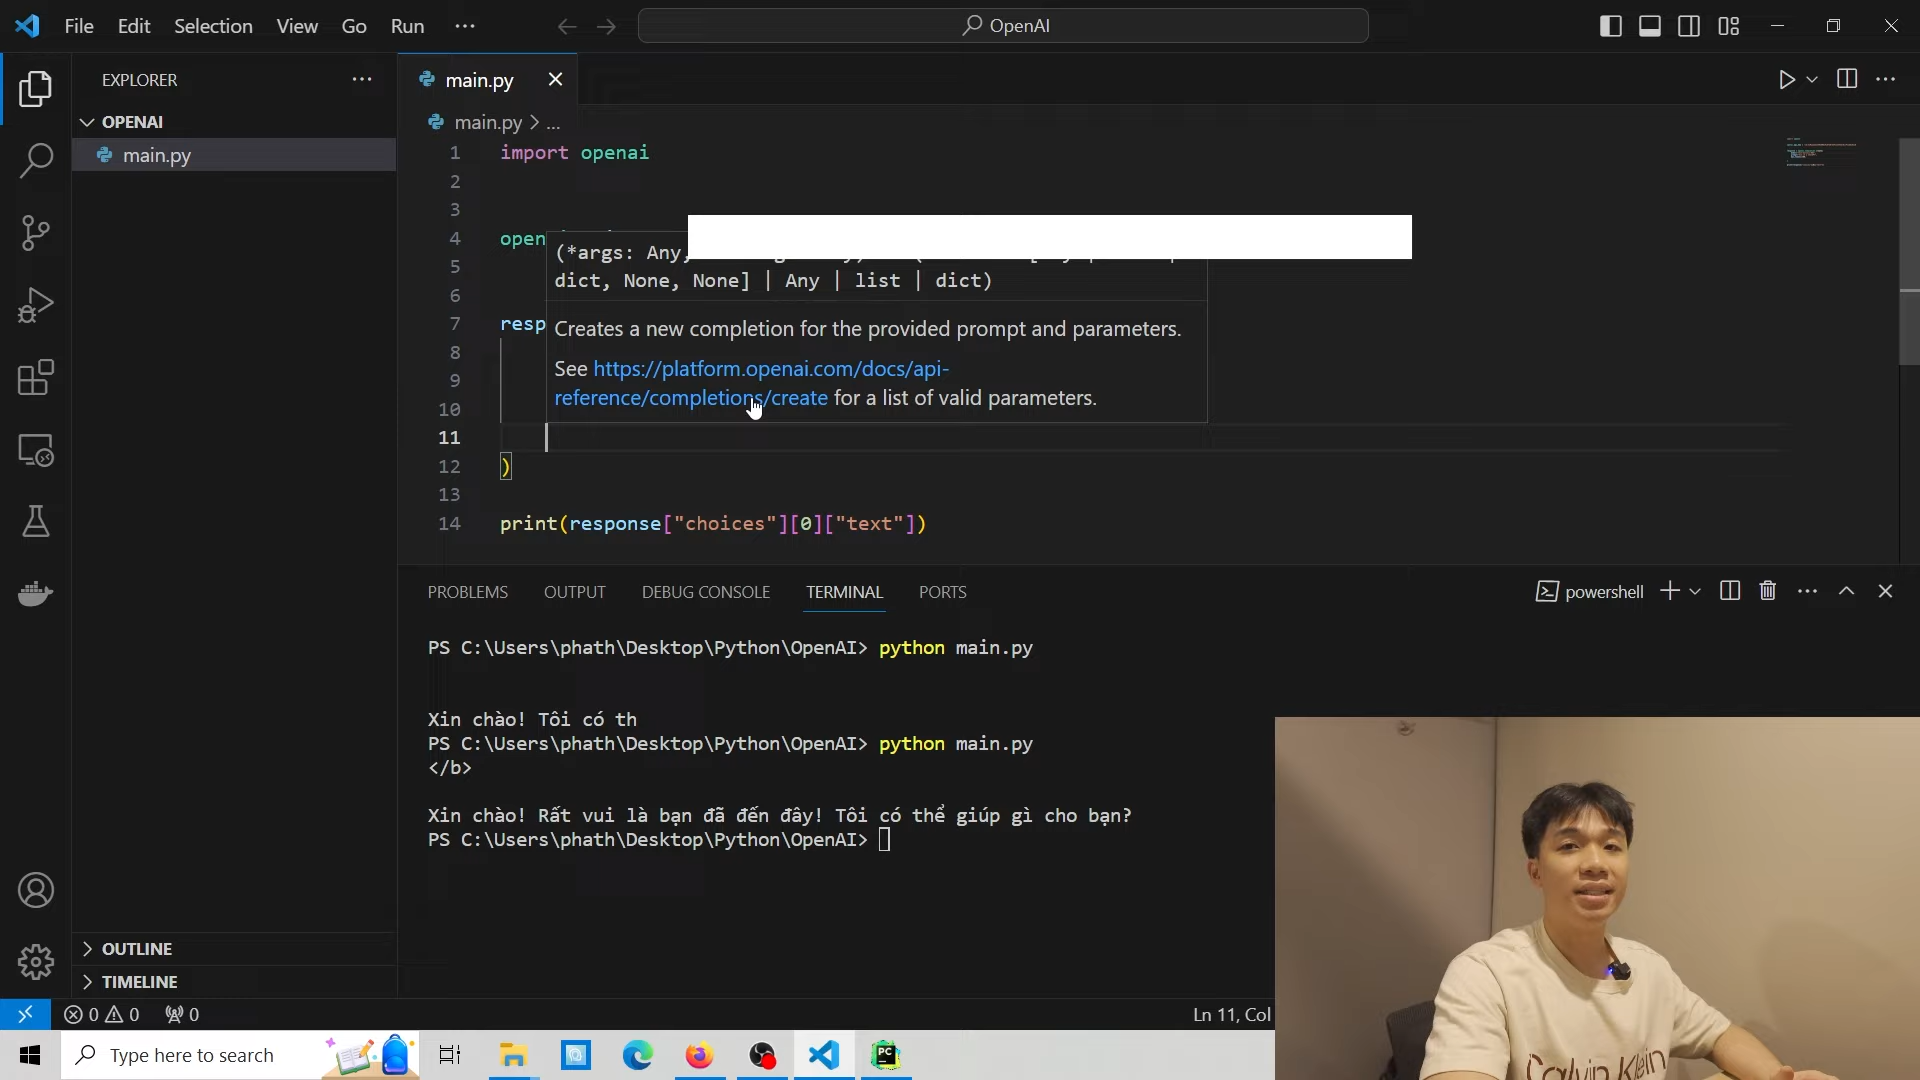 File Edit Selection View Go Run ···
OpenAI
EXPLORER
main.py
OPENAI
main.py
main.py > ...
1 import openai
2
3
4 open
(*args: Any,
5 dict, None, None] | Any | list | dict)
6
7 resp
Creates a new completion for the provided prompt and parameters.
8
9 See https://platform.openai.com/docs/api-
10 reference/completions/create for a list of valid parameters.
11
12 )
13
14 print(response["choices"][0]["text"])
PROBLEMS OUTPUT DEBUG CONSOLE TERMINAL PORTS
powershell
PS C:\Users\phath\Desktop\Python\OpenAI> python main.py
Xin chào! Tôi có th
PS C:\Users\phath\Desktop\Python\OpenAI> python main.py
</b>
Xin chào! Rất vui là bạn đã đến đây! Tôi có thể giúp gì cho bạn?
PS C:\Users\phath\Desktop\Python\OpenAI>
OUTLINE
TIMELINE
0 0 0
Ln 11, Col
Type here to search
PC
Calvin Klein